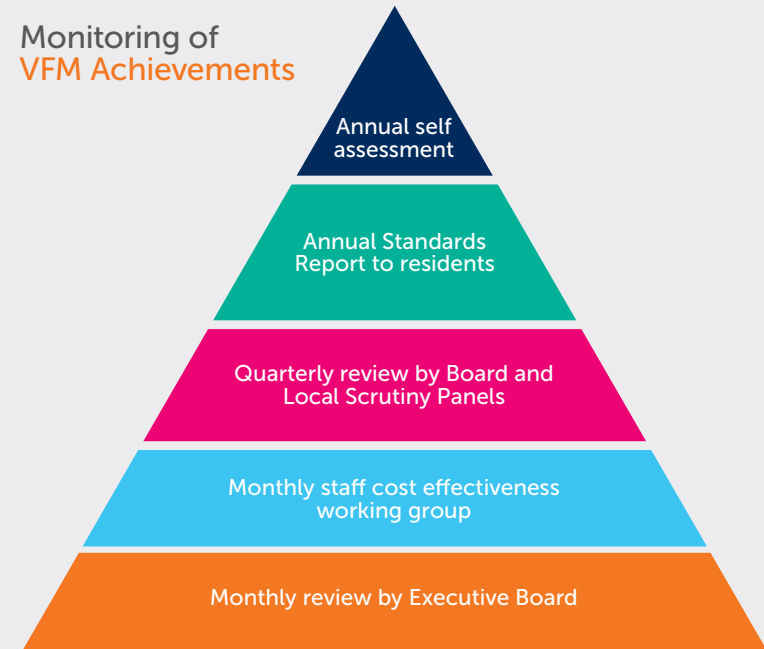 Monitoring of
VFM Achievements
Annual self
assessment
Annual Standards
Report to residents
Quarterly review by Board and
Local Scrutiny Panels
Monthly staff cost effectiveness
working group
Monthly review by Executive Board